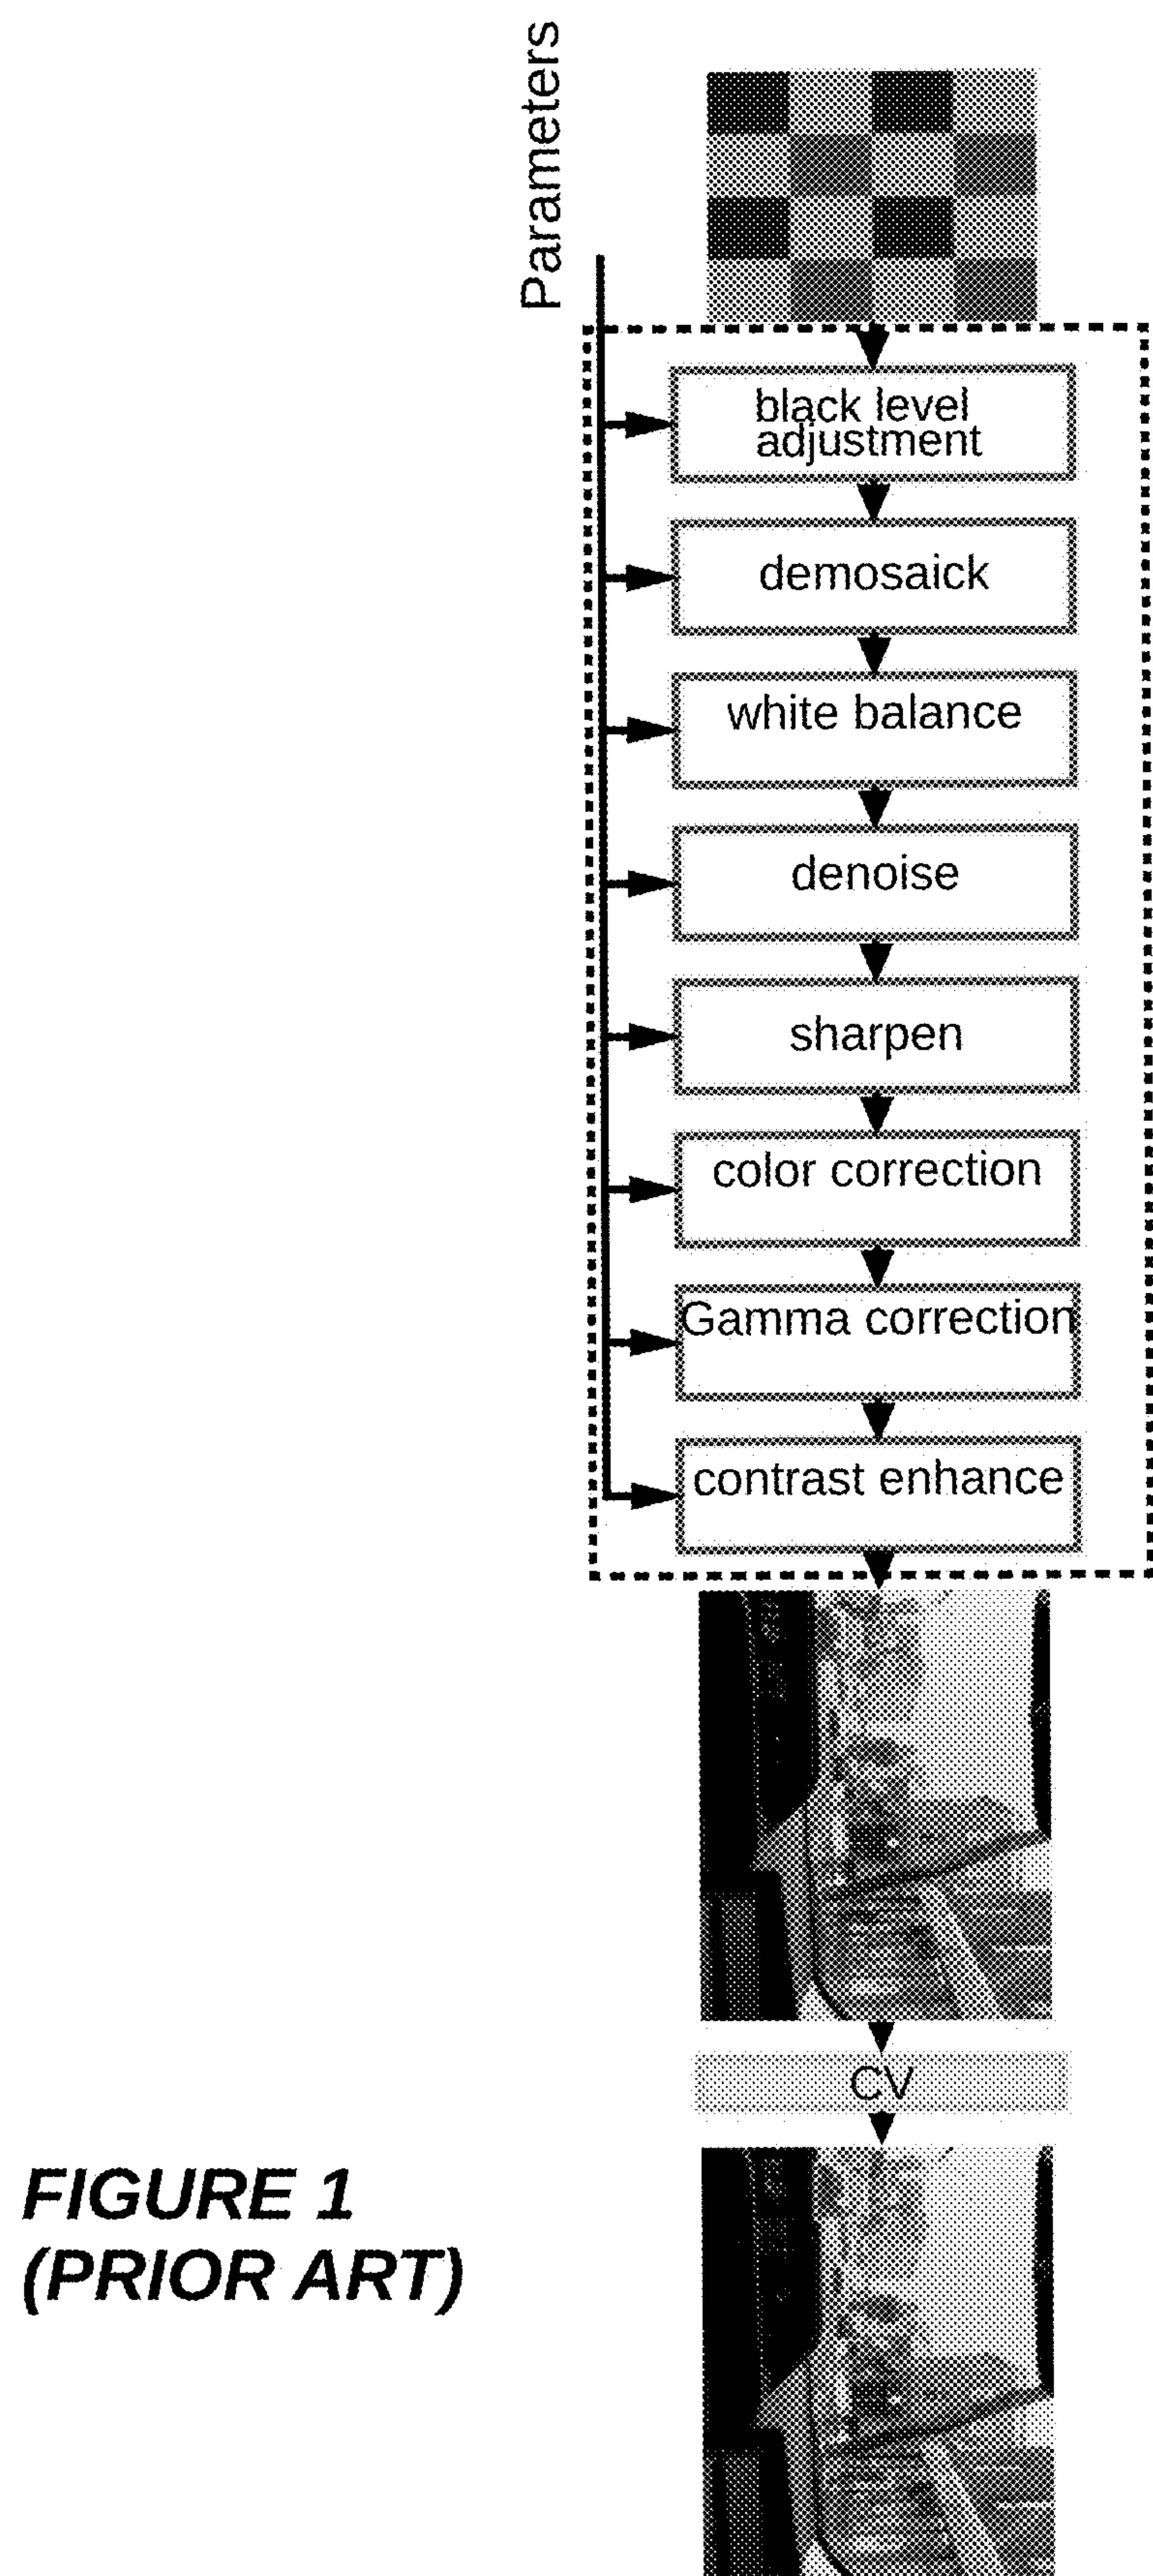 Parameters
black level
adjustment
demosaick
white balance
denoise
sharpen
color correction
Gamma correction
contrast enhance
CV
FIGURE 1
(PRIOR ART)